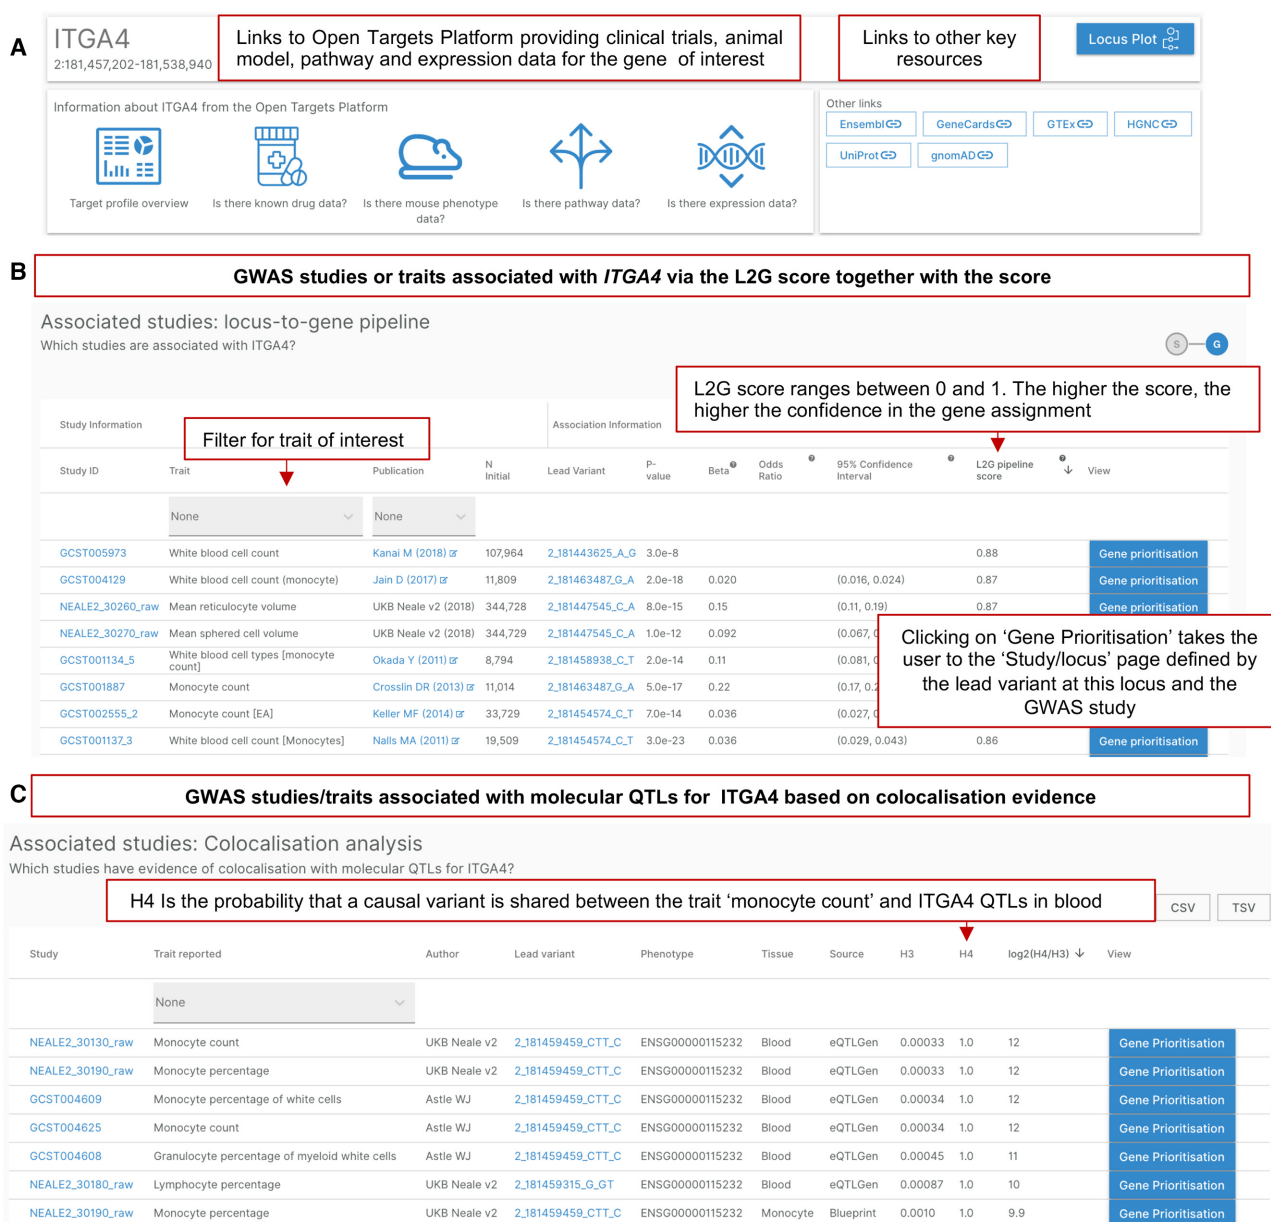 A
ITGA4
2:181,457,202-181,538,940
Links to Open Targets Platform providing clinical trials, animal
model, pathway and expression data for the gene of interest
Links to other key
resources
Locus Plot
Information about ITGA4 from the Open Targets Platform
Target profile overview
Is there known drug data?
Is there mouse phenotype
data?
Is there pathway data?
Is there expression data?
Other links
Ensembl
GeneCards
GTEx
HGNC
UniProt
gnomAD
B
GWAS studies or traits associated with ITGA4 via the L2G score together with the score
Associated studies: locus-to-gene pipeline
Which studies are associated with ITGA4?
S G
L2G score ranges between 0 and 1. The higher the score, the
higher the confidence in the gene assignment
Study Information
Association Information
Filter for trait of interest
Study ID Trait Publication N Initial Lead Variant P-value Beta Odds Ratio 95% Confidence Interval L2G pipeline score View
None None
GCST005973 White blood cell count Kanai M (2018) 107,964 2_181443625_A_G 3.0e-8 0.88 Gene prioritisation
GCST004129 White blood cell count (monocyte) Jain D (2017) 11,809 2_181463487_G_A 2.0e-18 0.020 (0.016, 0.024) 0.87 Gene prioritisation
NEALE2_30260_raw Mean reticulocyte volume UKB Neale v2 (2018) 344,728 2_181447545_C_A 8.0e-15 0.15 (0.11, 0.19) 0.87 Gene prioritisation
NEALE2_30270_raw Mean sphered cell volume UKB Neale v2 (2018) 344,729 2_181447545_C_A 1.0e-12 0.092 (0.067,
GCST001134_5 White blood cell types [monocyte count] Okada Y (2011) 8,794 2_181458938_C_T 2.0e-14 0.11 (0.081,
GCST001887 Monocyte count Crosslin DR (2013) 11,014 2_181463487_G_A 5.0e-17 0.22 (0.17,
GCST002555_2 Monocyte count [EA] Keller MF (2014) 33,729 2_181454574_C_T 7.0e-14 0.036 (0.027,
GCST001137_3 White blood cell count [Monocytes] Nalls MA (2011) 19,509 2_181454574_C_T 3.0e-23 0.036 (0.029, 0.043) 0.86 Gene prioritisation
Clicking on ‘Gene Prioritisation’ takes the
user to the ‘Study/locus’ page defined by
the lead variant at this locus and the
GWAS study
C
GWAS studies/traits associated with molecular QTLs for ITGA4 based on colocalisation evidence
Associated studies: Colocalisation analysis
Which studies have evidence of colocalisation with molecular QTLs for ITGA4?
H4 Is the probability that a causal variant is shared between the trait ‘monocyte count’ and ITGA4 QTLs in blood
CSV TSV
Study Trait reported Author Lead variant Phenotype Tissue Source H3 H4 log2(H4/H3) View
None
NEALE2_30130_raw Monocyte count UKB Neale v2 2_181459459_CTT_C ENSG00000115232 Blood eQTLGen 0.00033 1.0 12 Gene Prioritisation
NEALE2_30190_raw Monocyte percentage UKB Neale v2 2_181459459_CTT_C ENSG00000115232 Blood eQTLGen 0.00033 1.0 12 Gene Prioritisation
GCST004609 Monocyte percentage of white cells Astle WJ 2_181459459_CTT_C ENSG00000115232 Blood eQTLGen 0.00034 1.0 12 Gene Prioritisation
GCST004625 Monocyte count Astle WJ 2_181459459_CTT_C ENSG00000115232 Blood eQTLGen 0.00034 1.0 12 Gene Prioritisation
GCST004608 Granulocyte percentage of myeloid white cells Astle WJ 2_181459459_CTT_C ENSG00000115232 Blood eQTLGen 0.00045 1.0 11 Gene Prioritisation
NEALE2_30180_raw Lymphocyte percentage UKB Neale v2 2_181459315_G_GT ENSG00000115232 Blood eQTLGen 0.00087 1.0 10 Gene Prioritisation
NEALE2_30190_raw Monocyte percentage UKB Neale v2 2_181459459_CTT_C ENSG00000115232 Monocyte Blueprint 0.0010 1.0 9.9 Gene Prioritisation